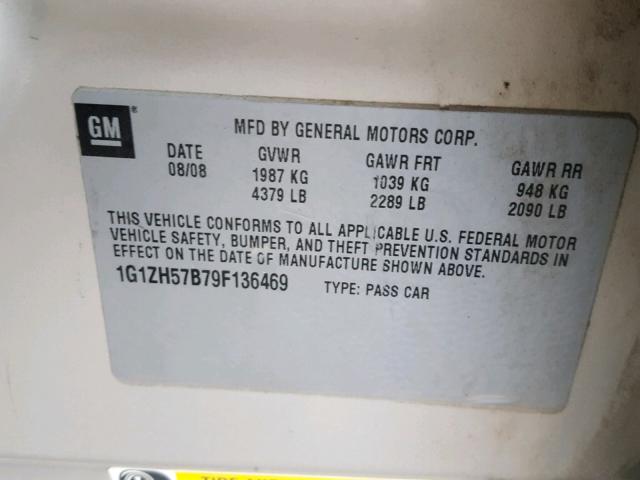 GM ®
MFD BY GENERAL MOTORS CORP.
DATE GVWR GAWR FRT GAWR RR
08/08 1987 KG 1039 KG 948 KG
4379 LB 2289 LB 2090 LB
THIS VEHICLE CONFORMS TO ALL APPLICABLE U.S. FEDERAL MOTOR
VEHICLE SAFETY, BUMPER, AND THEFT PREVENTION STANDARDS IN
EFFECT ON THE DATE OF MANUFACTURE SHOWN ABOVE.
1G1ZH57B79F136469 TYPE: PASS CAR